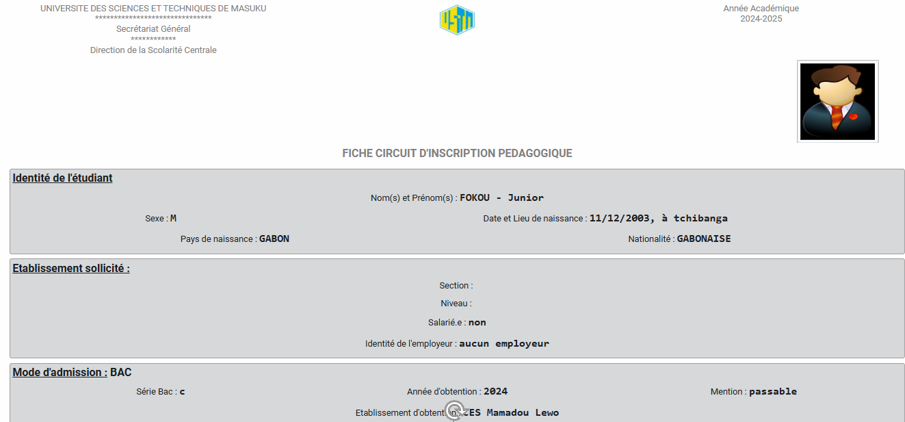 UNIVERSITE DES SCIENCES ET TECHNIQUES DE MASUKU
*******************************
Secrétariat Général
************
Direction de la Scolarité Centrale
USTM
Année Académique
2024-2025
FICHE CIRCUIT D'INSCRIPTION PEDAGOGIQUE
Identité de l'étudiant
Nom(s) et Prénom(s) : FOKOU - Junior
Sexe : M Date et Lieu de naissance : 11/12/2003, à tchibanga
Pays de naissance : GABON Nationalité : GABONAISE
Etablissement sollicité :
Section :
Niveau :
Salarié.e : non
Identité de l'employeur : aucun employeur
Mode d'admission : BAC
Série Bac : c Année d'obtention : 2024 Mention : passable
Etablissement d'obtention Mamadou Lewo